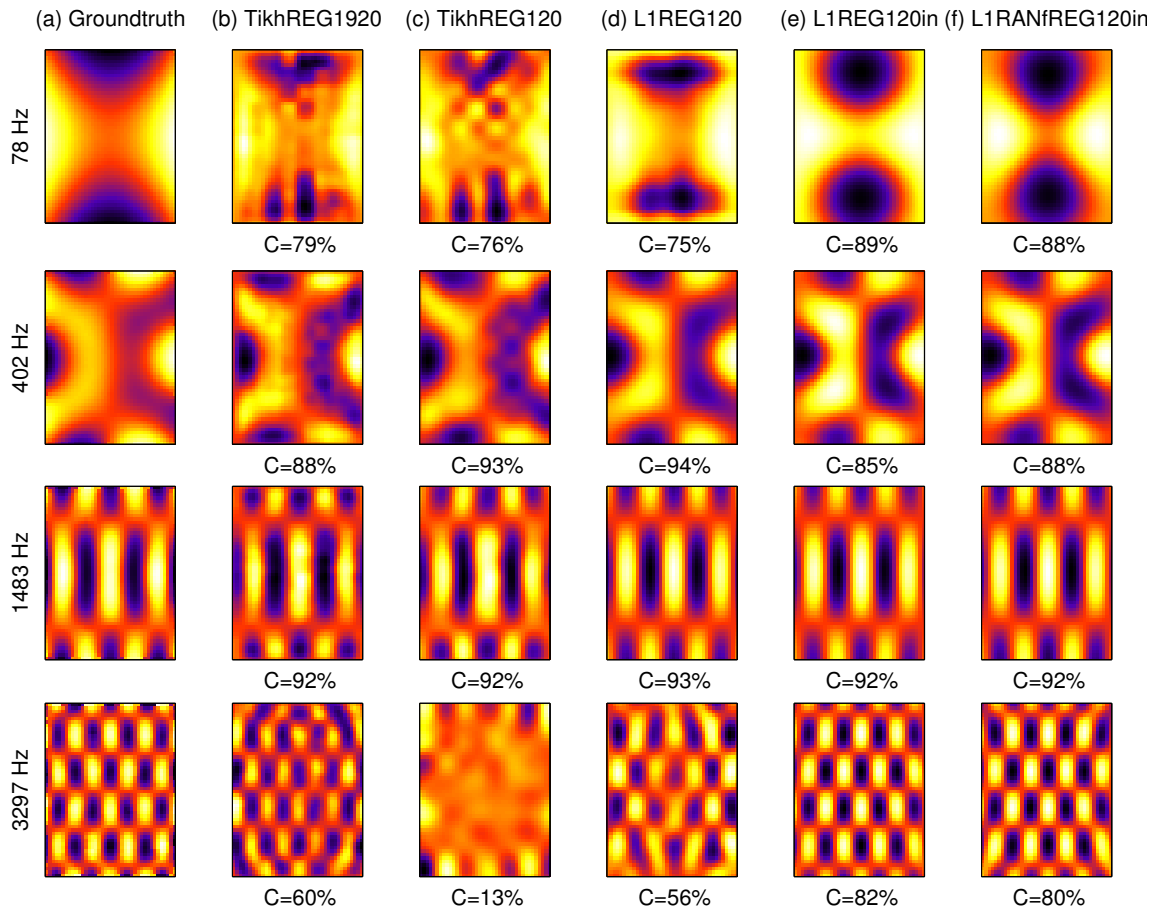 (a) Groundtruth (b) TikhREG1920 (c) TikhREG120 (d) L1REG120 (e) L1REG120in (f) L1RANfREG120in
78 Hz
C=79% C=76% C=75% C=89% C=88%
402 Hz
C=88% C=93% C=94% C=85% C=88%
1483 Hz
C=92% C=92% C=93% C=92% C=92%
3297 Hz
C=60% C=13% C=56% C=82% C=80%